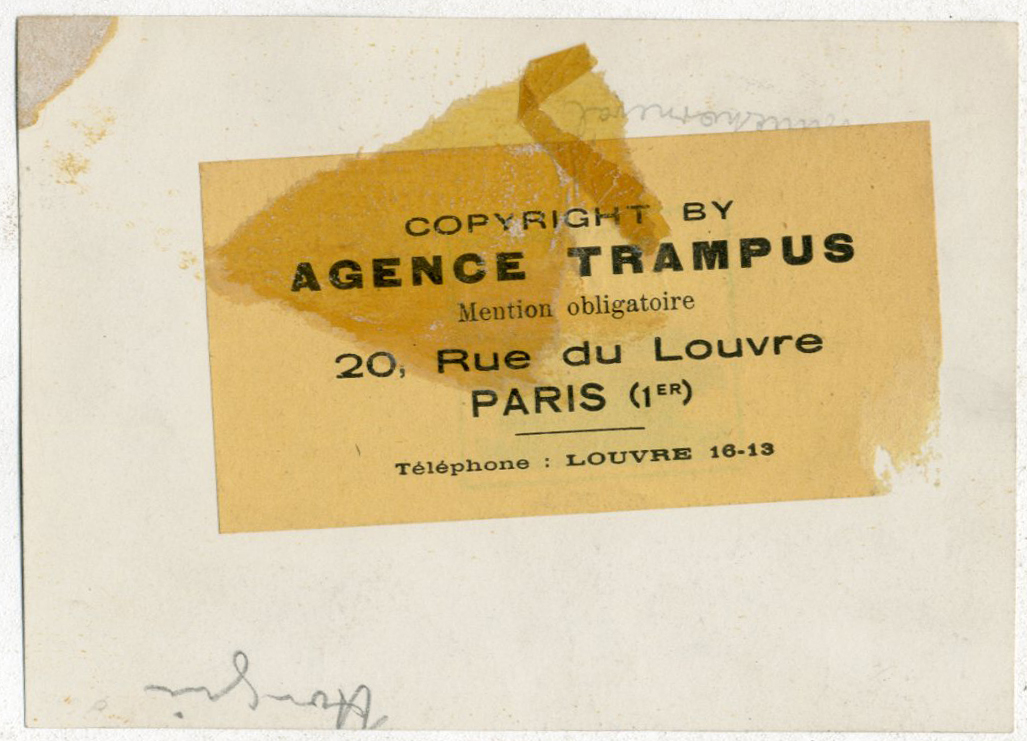 COPYRIGHT BY
AGENCE TRAMPUS
Mention obligatoire
20, Rue du Louvre
PARIS (1ER)
Téléphone : LOUVRE 16-13